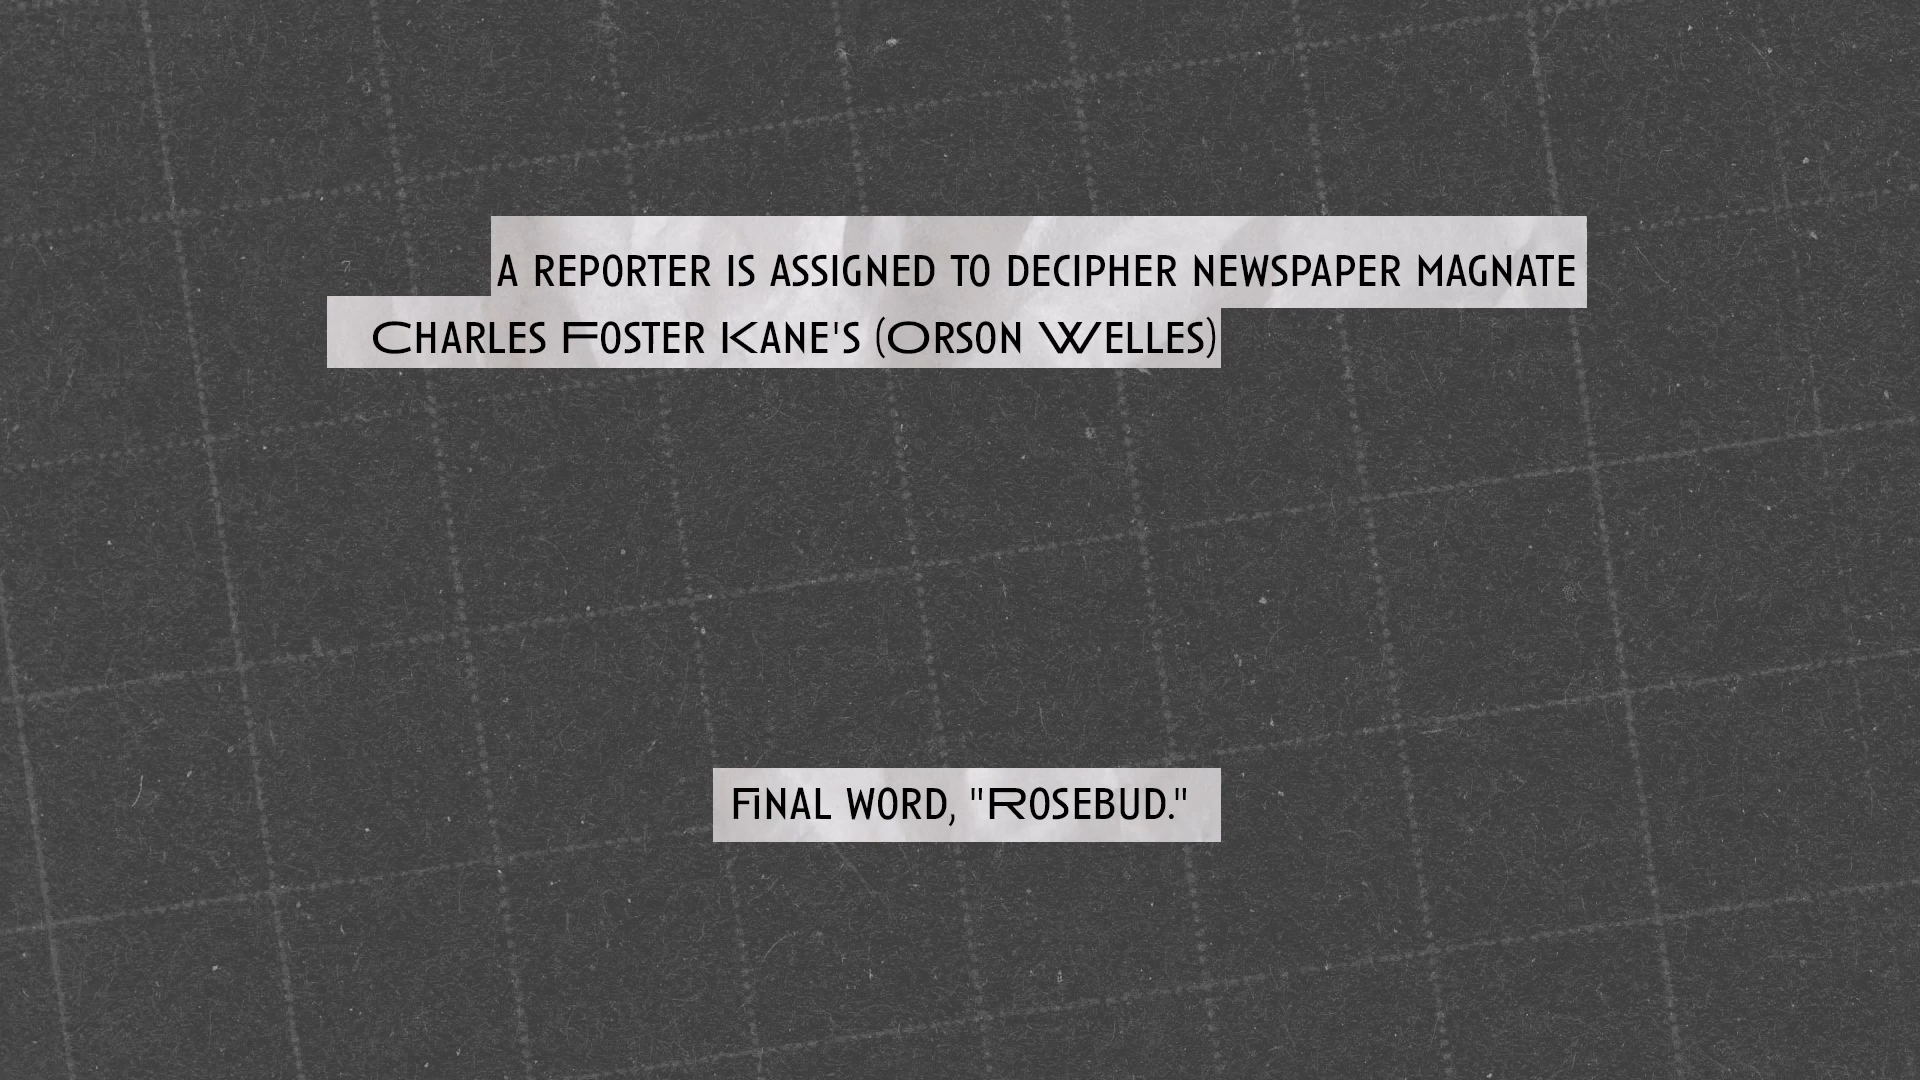 A REPORTER IS ASSIGNED TO DECIPHER NEWSPAPER MAGNATE
CHARLES FOSTER KANE'S (ORSON WELLES)
FINAL WORD, "ROSEBUD."